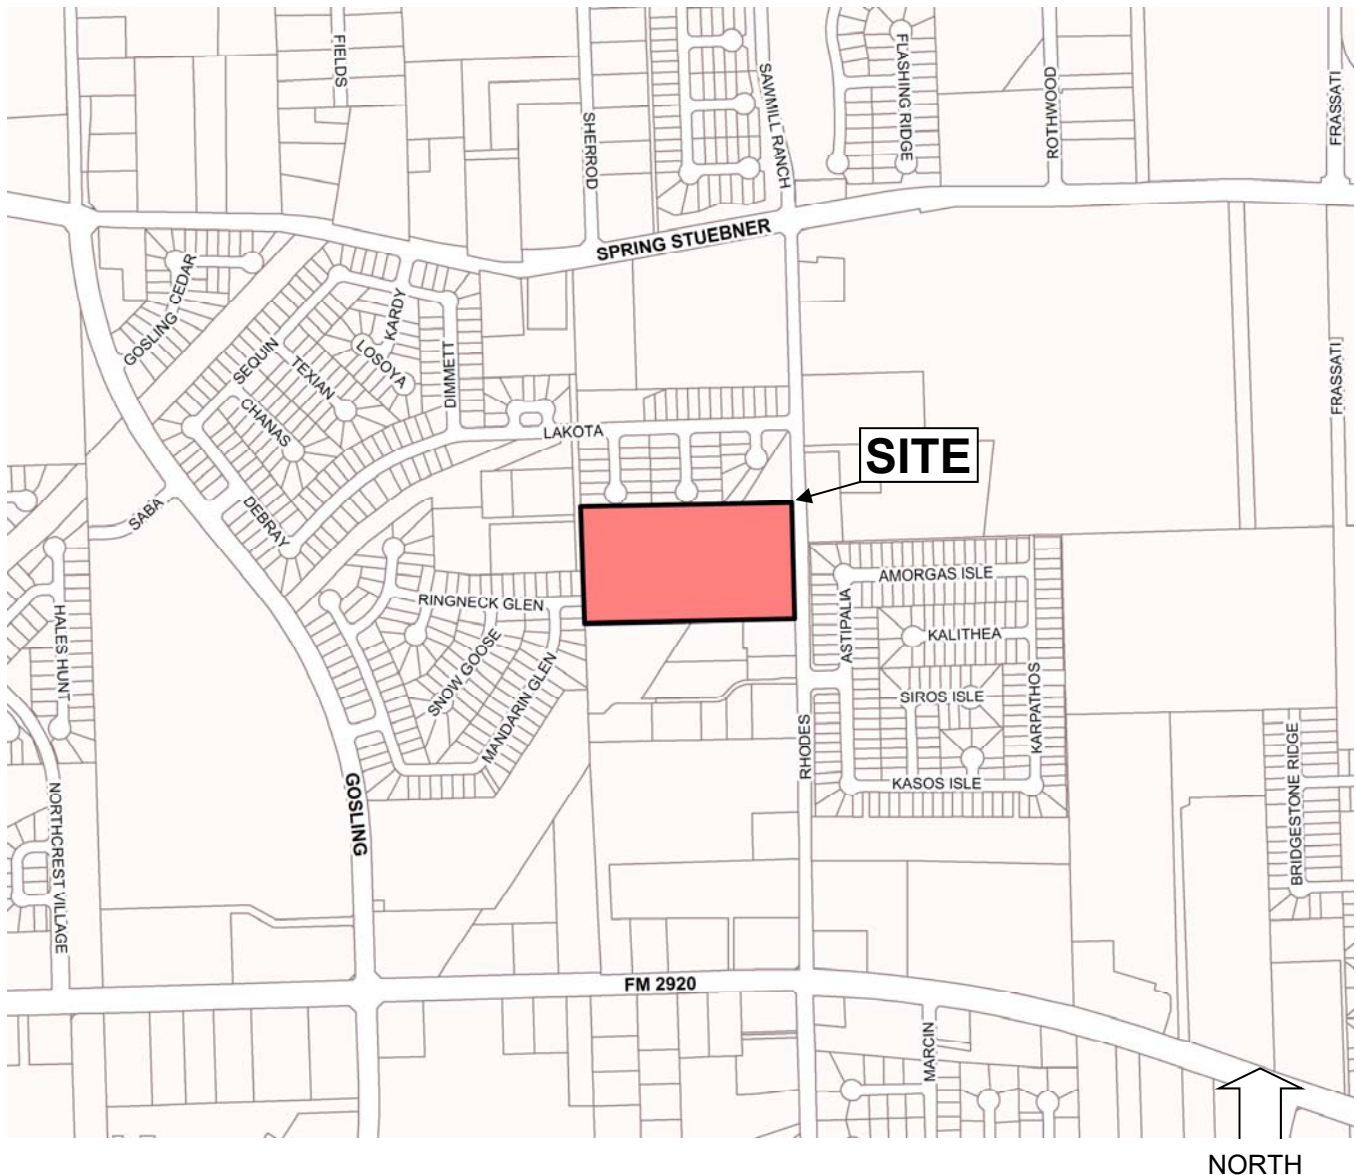 FIELDS
SHERROD
SAWMILL RANCH
FLASHING RIDGE
ROTHWOOD
FRASSATI
SPRING STUEBNER
GOSLING CEDAR
KARDY
SEQUIN
TEXIAN
LOSOYA
DIMMETT
FRASSATI
CHANAS
LAKOTA
SITE
SABA
DEBRAY
AMORGAS ISLE
RINGNECK GLEN
HALES HUNT
SNOW GOOSE
MANDARIN GLEN
ASTIPALIA
KALITHEA
SIROS ISLE
KARPATHOS
RHODES
KASOS ISLE
BRIDGESTONE RIDGE
GOSLING
NORTHCREST VILLAGE
FM 2920
MARCIN
NORTH